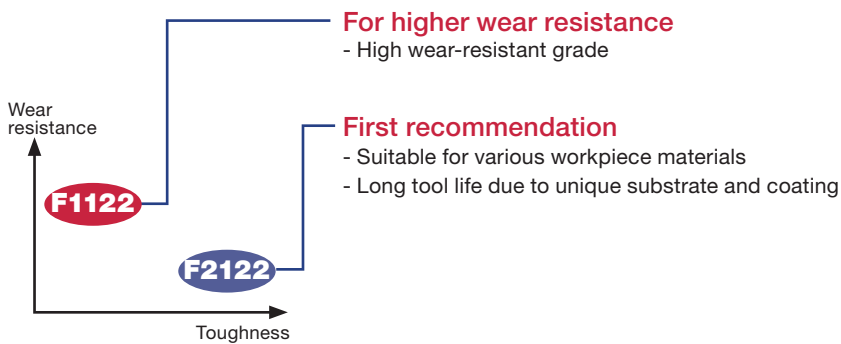 For higher wear resistance
- High wear-resistant grade
Wear
resistance
First recommendation
- Suitable for various workpiece materials
- Long tool life due to unique substrate and coating
F1122
F2122
Toughness